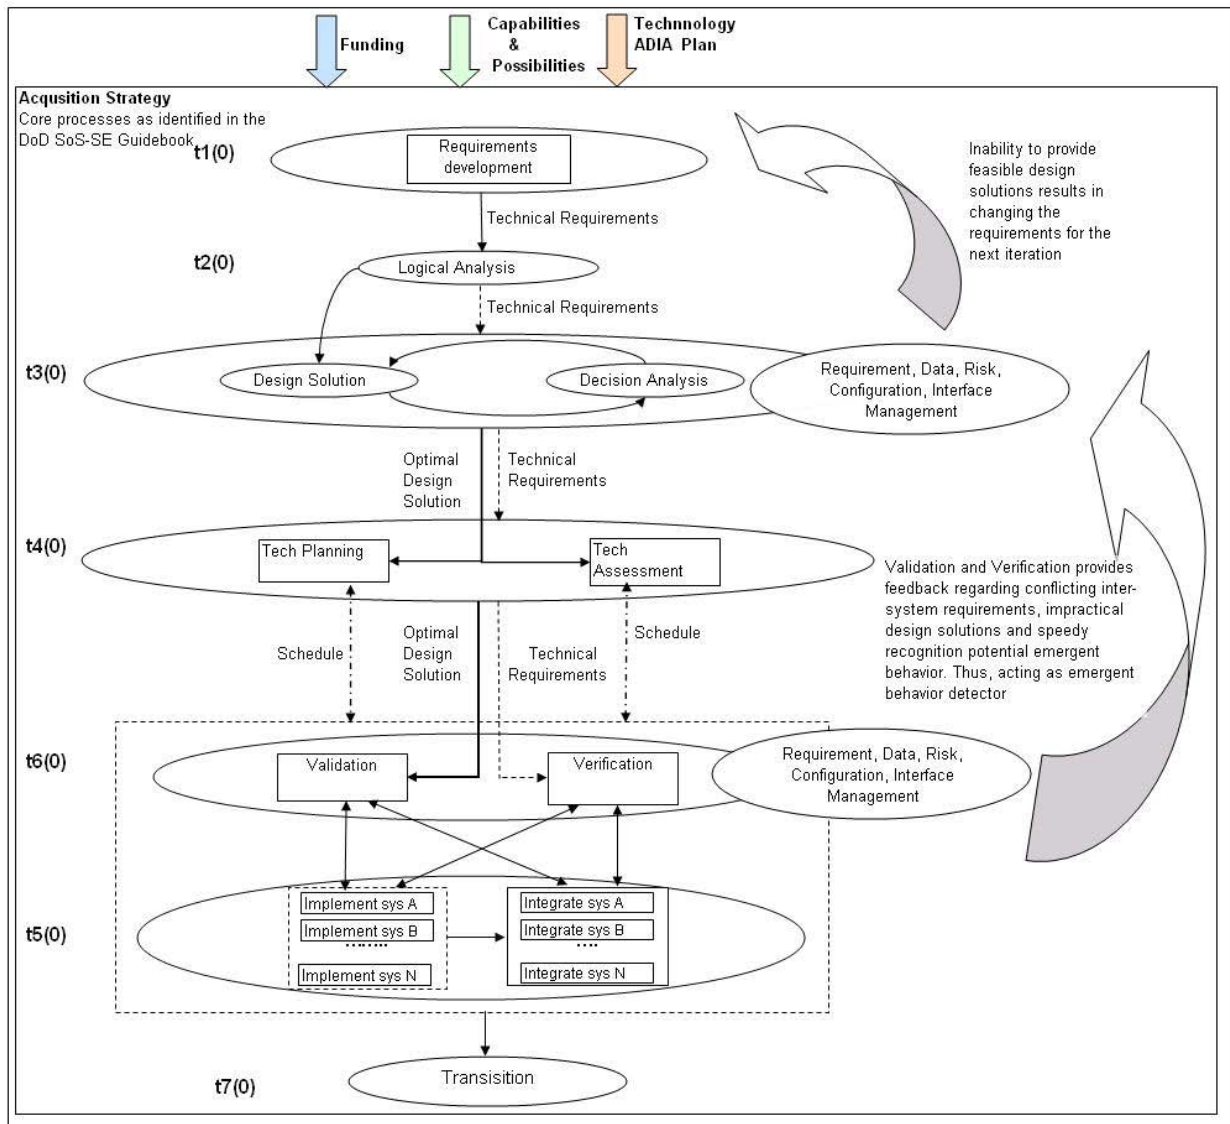 Funding
Capabilities
&
Possibilities
Technnology
ADIA Plan
Acqusition Strategy
Core processes as identified in the
DoD SoS-SE Guidebook
t1(0)
Requirements
development
Inability to provide
feasible design
solutions results in
changing the
requirements for the
next iteration
Technical Requirements
t2(0)
Logical Analysis
Technical Requirements
t3(0)
Design Solution
Decision Analysis
Requirement, Data, Risk,
Configuration, Interface
Management
Optimal
Design
Solution
Technical
Requirements
t4(0)
Tech Planning
Tech
Assessment
Validation and Verification provides
feedback regarding conflicting inter-
system requirements, impractical
design solutions and speedy
recognition potential emergent
behavior. Thus, acting as emergent
behavior detector
Schedule
Optimal
Design
Solution
Technical
Requirements
Schedule
t6(0)
Validation
Verification
Requirement, Data, Risk,
Configuration, Interface
Management
t5(0)
Implement sys A
Implement sys B
........
Implement sys N
Integrate sys A
Integrate sys B
....
Integrate sys N
t7(0)
Transisition